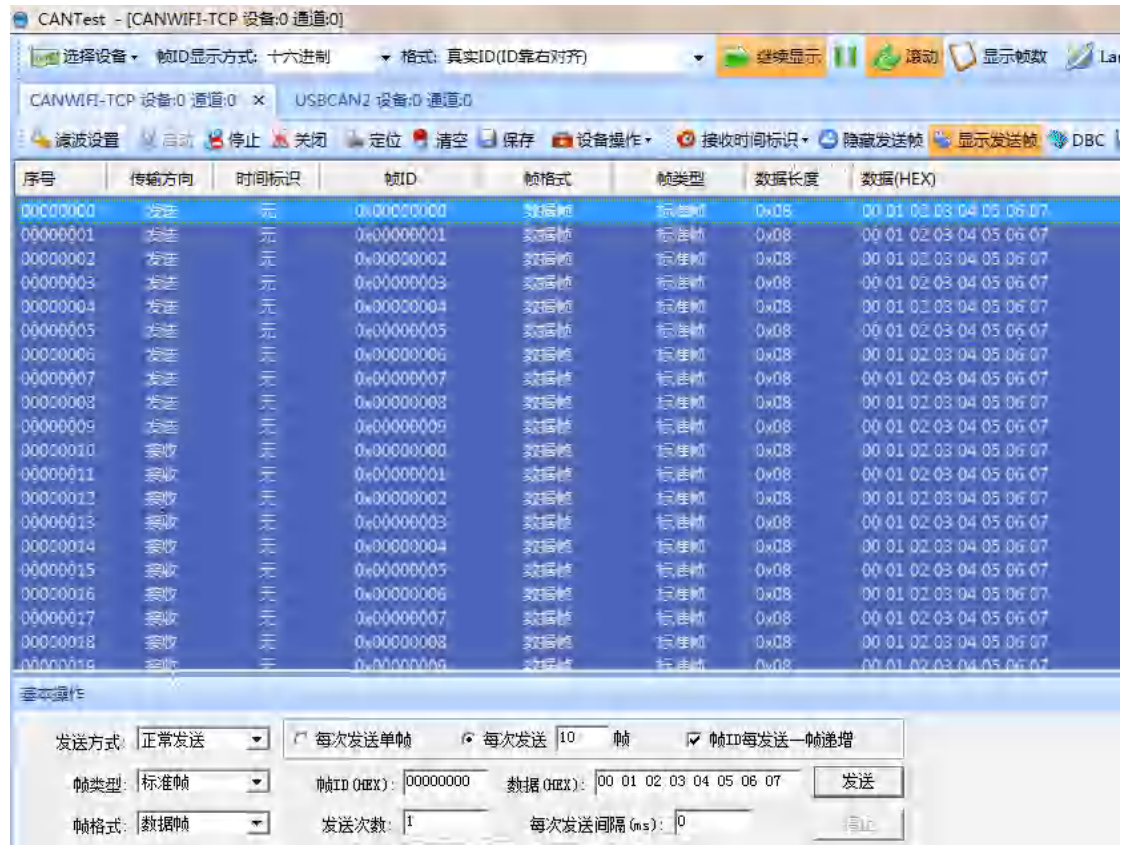 CANTest - [CANWIFI-TCP 设备:0 通道:0]
选择设备 帧ID显示方式: 十六进制 格式: 真实ID(ID靠右对齐) 继续显示 滚动 显示帧数 Lan
CANWIFI-TCP 设备:0 通道:0 × USBCAN2 设备:0 通道:0
滤波设置 启动 停止 关闭 定位 清空 保存 设备操作 接收时间标识 隐藏发送帧 显示发送帧 DBC
序号 传输方向 时间标识 帧ID 帧格式 帧类型 数据长度 数据(HEX)
00000000 发送 无 0x00000000 数据帧 标准帧 0x08 00 01 02 03 04 05 06 07
00000001 发送 无 0x00000001 数据帧 标准帧 0x08 00 01 02 03 04 05 06 07
00000002 发送 无 0x00000002 数据帧 标准帧 0x08 00 01 02 03 04 05 06 07
00000003 发送 无 0x00000003 数据帧 标准帧 0x08 00 01 02 03 04 05 06 07
00000004 发送 无 0x00000004 数据帧 标准帧 0x08 00 01 02 03 04 05 06 07
00000005 发送 无 0x00000005 数据帧 标准帧 0x08 00 01 02 03 04 05 06 07
00000006 发送 无 0x00000006 数据帧 标准帧 0x08 00 01 02 03 04 05 06 07
00000007 发送 无 0x00000007 数据帧 标准帧 0x08 00 01 02 03 04 05 06 07
00000008 发送 无 0x00000008 数据帧 标准帧 0x08 00 01 02 03 04 05 06 07
00000009 发送 无 0x00000009 数据帧 标准帧 0x08 00 01 02 03 04 05 06 07
00000010 接收 无 0x00000000 数据帧 标准帧 0x08 00 01 02 03 04 05 06 07
00000011 接收 无 0x00000001 数据帧 标准帧 0x08 00 01 02 03 04 05 06 07
00000012 接收 无 0x00000002 数据帧 标准帧 0x08 00 01 02 03 04 05 06 07
00000013 接收 无 0x00000003 数据帧 标准帧 0x08 00 01 02 03 04 05 06 07
00000014 接收 无 0x00000004 数据帧 标准帧 0x08 00 01 02 03 04 05 06 07
00000015 接收 无 0x00000005 数据帧 标准帧 0x08 00 01 02 03 04 05 06 07
00000016 接收 无 0x00000006 数据帧 标准帧 0x08 00 01 02 03 04 05 06 07
00000017 接收 无 0x00000007 数据帧 标准帧 0x08 00 01 02 03 04 05 06 07
00000018 接收 无 0x00000008 数据帧 标准帧 0x08 00 01 02 03 04 05 06 07
00000019 接收 无 0x00000009 数据帧 标准帧 0x08 00 01 02 03 04 05 06 07
基本操作
发送方式: 正常发送 每次发送单帧 每次发送 10 帧 帧ID每发送一帧递增
帧类型: 标准帧 帧ID(HEX): 00000000 数据(HEX): 00 01 02 03 04 05 06 07 发送
帧格式: 数据帧 发送次数: 1 每次发送间隔(ms): 0 停止